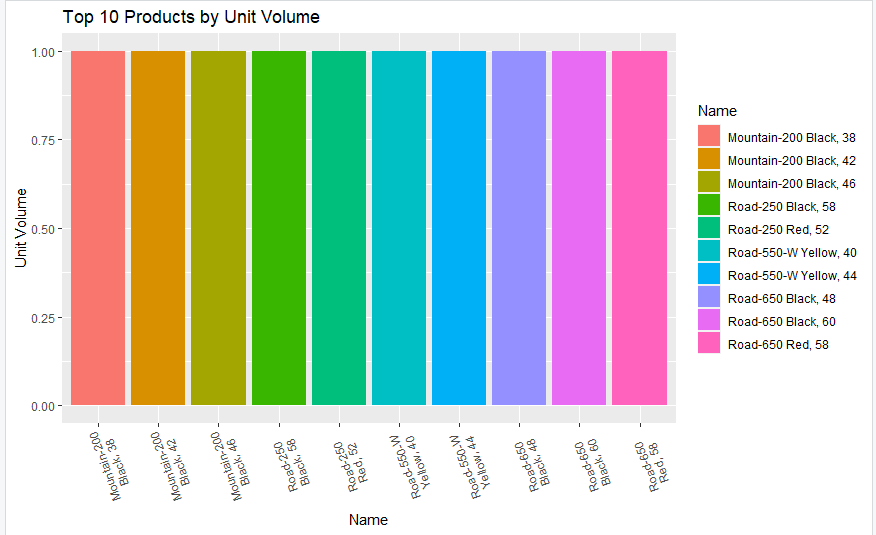 Top 10 Products by Unit Volume
Unit Volume
1.00
0.75
0.50
0.25
0.00
Mountain-200
Black, 38
Mountain-200
Black, 42
Mountain-200
Black, 46
Road-250
Black, 58
Road-250
Red, 52
Road-550-W
Yellow, 40
Road-550-W
Yellow, 44
Road-650
Black, 48
Road-650
Black, 60
Road-650
Red, 58
Name
Name
Mountain-200 Black, 38
Mountain-200 Black, 42
Mountain-200 Black, 46
Road-250 Black, 58
Road-250 Red, 52
Road-550-W Yellow, 40
Road-550-W Yellow, 44
Road-650 Black, 48
Road-650 Black, 60
Road-650 Red, 58